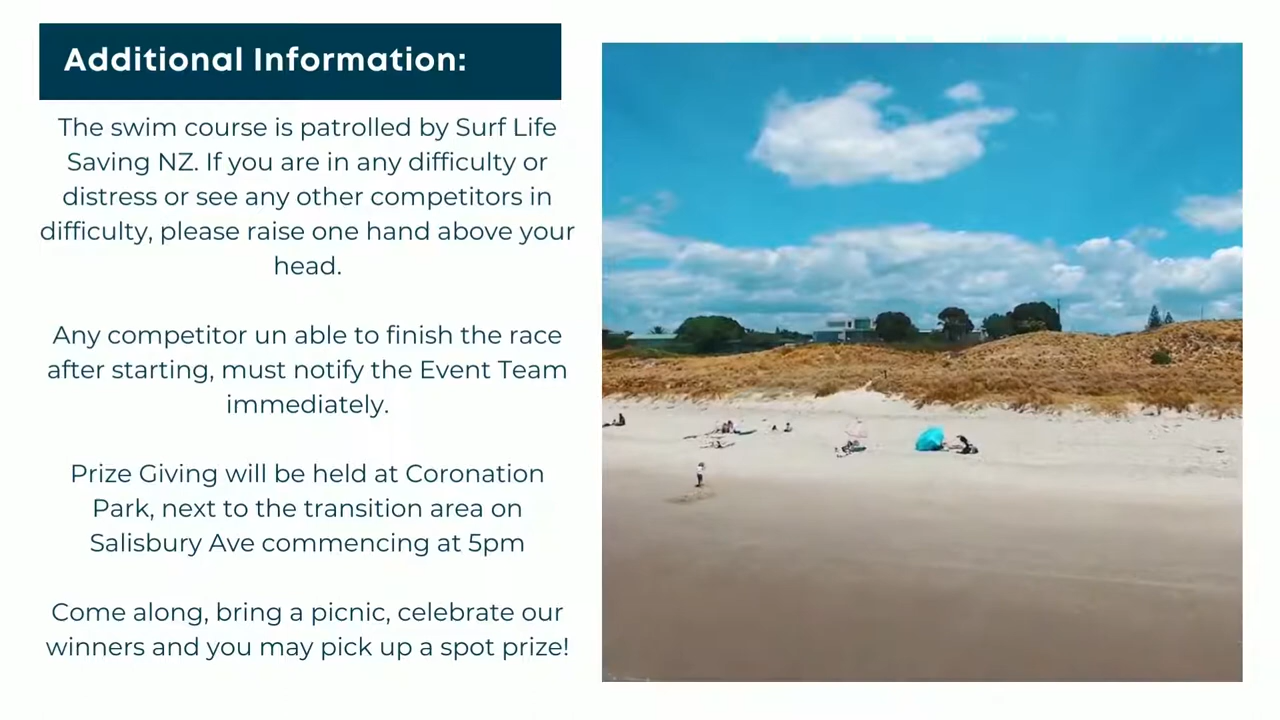 Additional Information:
The swim course is patrolled by Surf Life
Saving NZ. If you are in any difficulty or
distress or see any other competitors in
difficulty, please raise one hand above your
head.
Any competitor un able to finish the race
after starting, must notify the Event Team
immediately.
Prize Giving will be held at Coronation
Park, next to the transition area on
Salisbury Ave commencing at 5pm
Come along, bring a picnic, celebrate our
winners and you may pick up a spot prize!